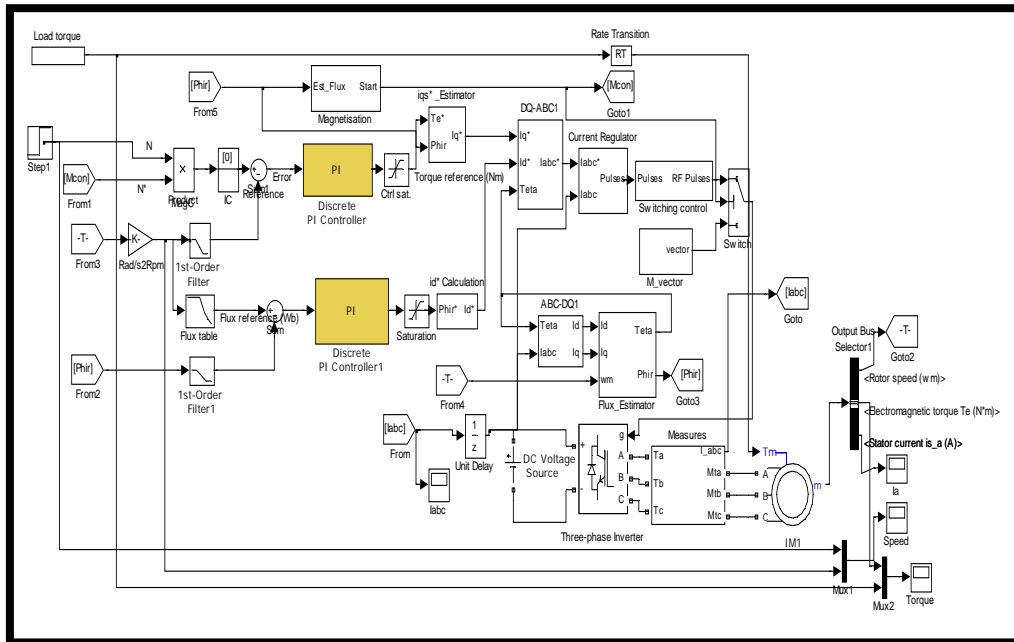 Load torque
Rate Transition
RT
[Phir]
From5
Est_Flux Start
Magnetisation
[Mcon]
Goto1
iqs* _Estimator
Te*
Phir
Iq*
Torque reference (Nm)
DQ-ABC1
Iq*
Id*
Teta
Iabc*
Current Regulator
Iabc*
Iabc
Pulses
Pulses RF Pulses
Switching control
Switch
vector
M_vector
Step1
N
N*
[Mcon]
From1
x
Product
[0]
IC
Reference
Error
PI
Discrete
PI Controller
Ctrl sat.
-T-
From3
-K-
Rad/s2Rpm
1st-Order
Filter
Flux table
Flux reference (Wb)
Sum
PI
Discrete
PI Controller1
Saturation
id* Calculation
Phir* Id*
[Phir]
From2
1st-Order
Filter1
ABC-DQ1
Teta
Iabc
Id
Iq
Id
Iq
wm
Teta
Phir
Flux_Estimator
[Phir]
Goto3
-T-
From4
[Iabc]
Goto
Output Bus
Selector1
-T-
Goto2
<Rotor speed (wm)>
<Electromagnetic torque Te (N*m)>
<Stator current is_a (A)>
[Iabc]
From
1
z
Unit Delay
Iabc
DC Voltage
Source
+
-
g
A
B
C
Three-phase Inverter
Measures
Ta
Tb
Tc
I_abc
Mta
Mtb
Mtc
Tm
A
B
C
m
IM1
Ia
Speed
Mux1
Mux2
Torque